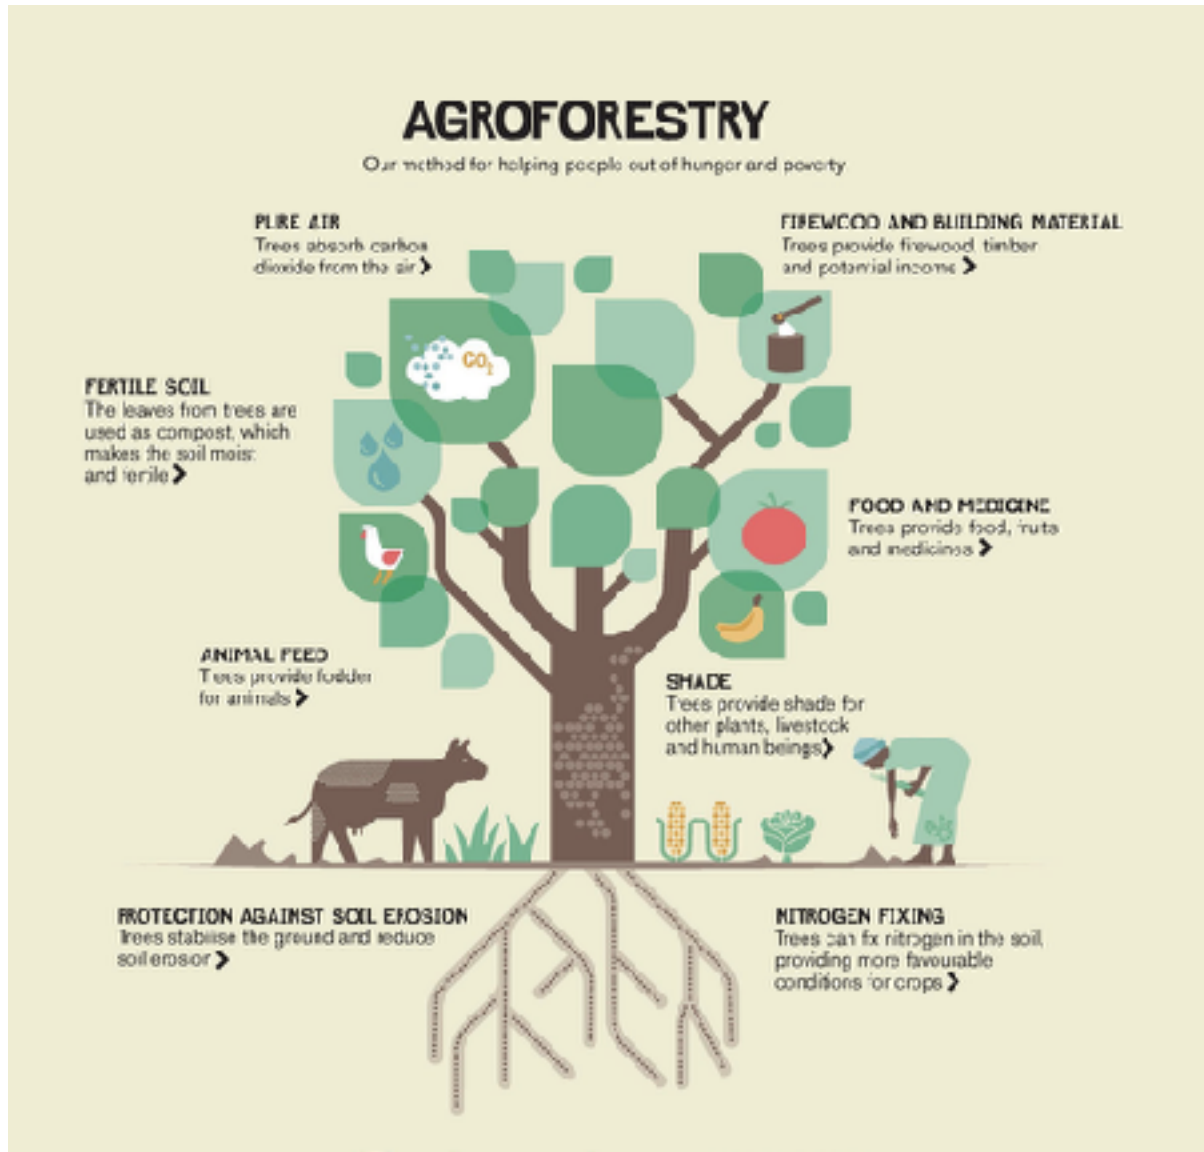 AGROFORESTRY
Our method for helping people out of hunger and poverty
PURE AIR
Trees absorb carbon
dioxide from the air
FIREWOOD AND BUILDING MATERIAL
Trees provide firewood, timber
and potential income
CO₂
FERTILE SOIL
The leaves from trees are
used as compost, which
makes the soil moist
and fertile
FOOD AND MEDICINE
Trees provide food, fruits
and medicines
ANIMAL FEED
Trees provide fodder
for animals
SHADE
Trees provide shade for
other plants, livestock
and human beings
PROTECTION AGAINST SOIL EROSION
Trees stabilise the ground and reduce
soil erosion
NITROGEN FIXING
Trees can fix nitrogen in the soil,
providing more favourable
conditions for crops